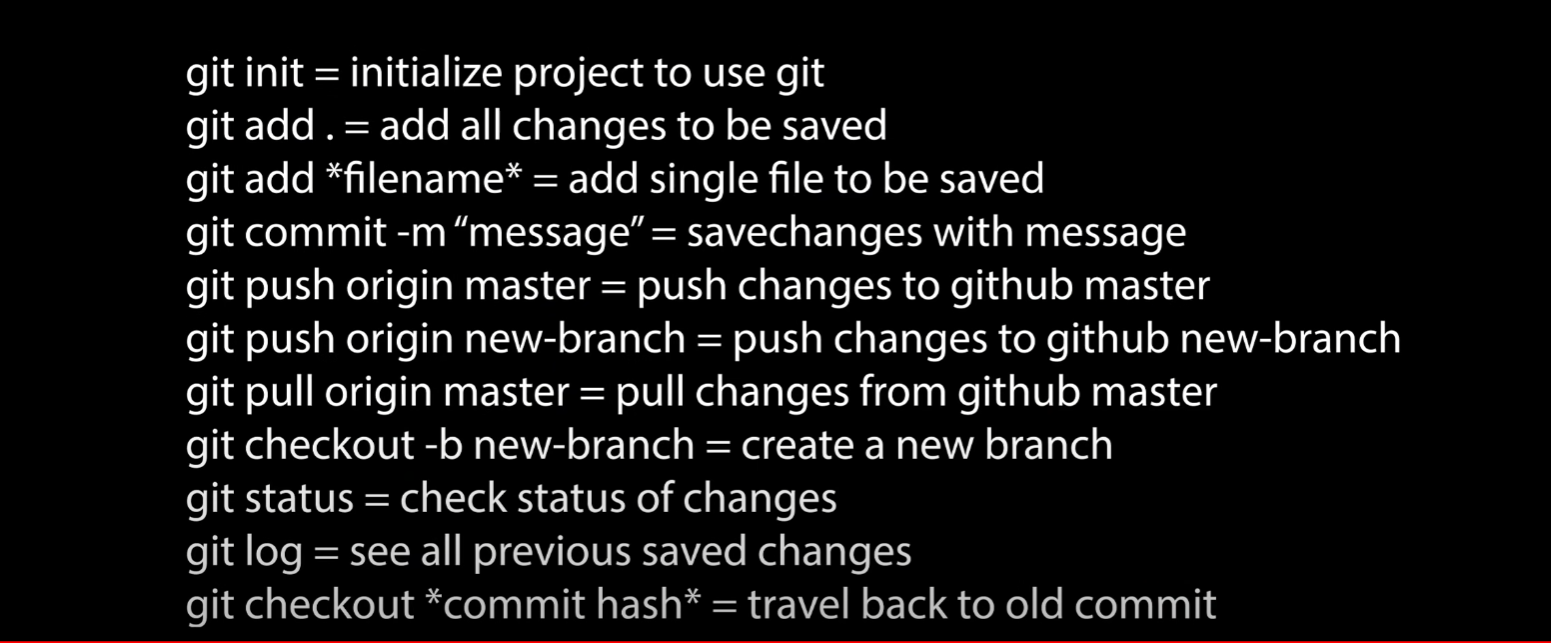 git init = initialize project to use git
git add . = add all changes to be saved
git add *filename* = add single file to be saved
git commit -m “message” = savechanges with message
git push origin master = push changes to github master
git push origin new-branch = push changes to github new-branch
git pull origin master = pull changes from github master
git checkout -b new-branch = create a new branch
git status = check status of changes
git log = see all previous saved changes
git checkout *commit hash* = travel back to old commit